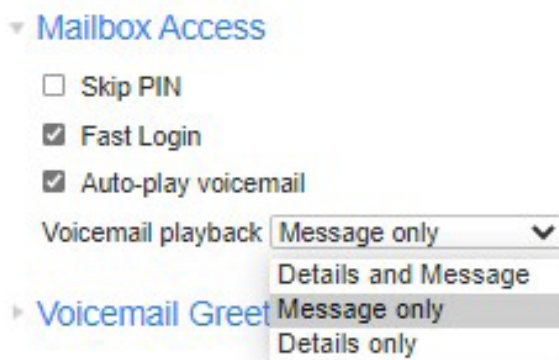 Mailbox Access
Skip PIN
Fast Login
Auto-play voicemail
Voicemail playback Message only
Details and Message
Voicemail Greet Message only
Details only